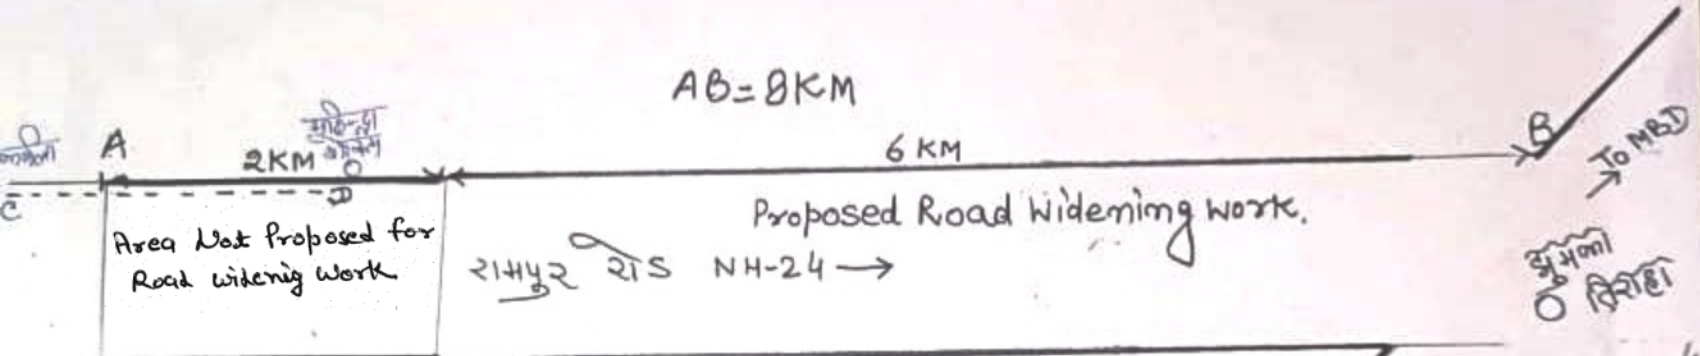 AB=8KM
A
2KM
6 KM
B
To MBD
C
D
Area Not Proposed for
Road widenig Work
Proposed Road Widening work.
रामपुर रोड NH-24
झुमका
तिराहा